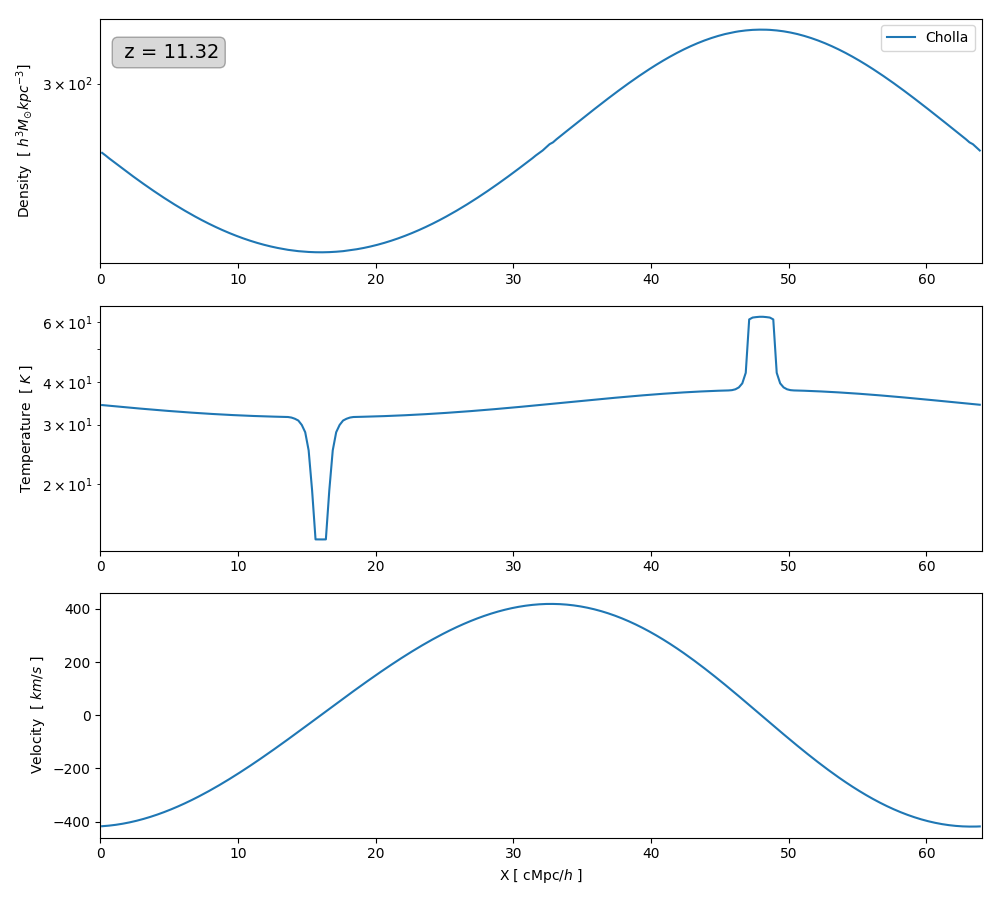 z = 11.32
Cholla
3 × 10²
Density [ h³M⊙kpc⁻³]
0 10 20 30 40 50 60
6 × 10¹
4 × 10¹
3 × 10¹
2 × 10¹
Temperature [ K ]
0 10 20 30 40 50 60
400
200
0
−200
−400
Velocity [ km/s ]
0 10 20 30 40 50 60
X [ cMpc/h ]